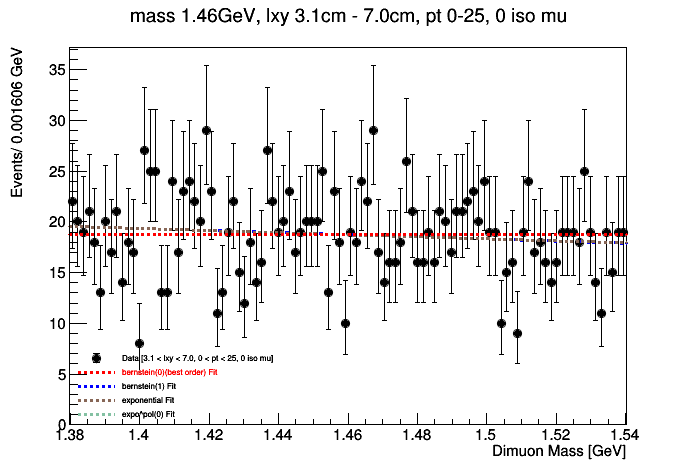 mass 1.46GeV, lxy 3.1cm - 7.0cm, pt 0-25, 0 iso mu
Events/ 0.001606 GeV
35
30
25
20
15
10
5
0
Data [3.1 < lxy < 7.0, 0 < pt < 25, 0 iso mu]
bernstein(0)(best order) Fit
bernstein(1) Fit
exponential Fit
expo*pol(0) Fit
1.38 1.4 1.42 1.44 1.46 1.48 1.5 1.52 1.54
Dimuon Mass [GeV]